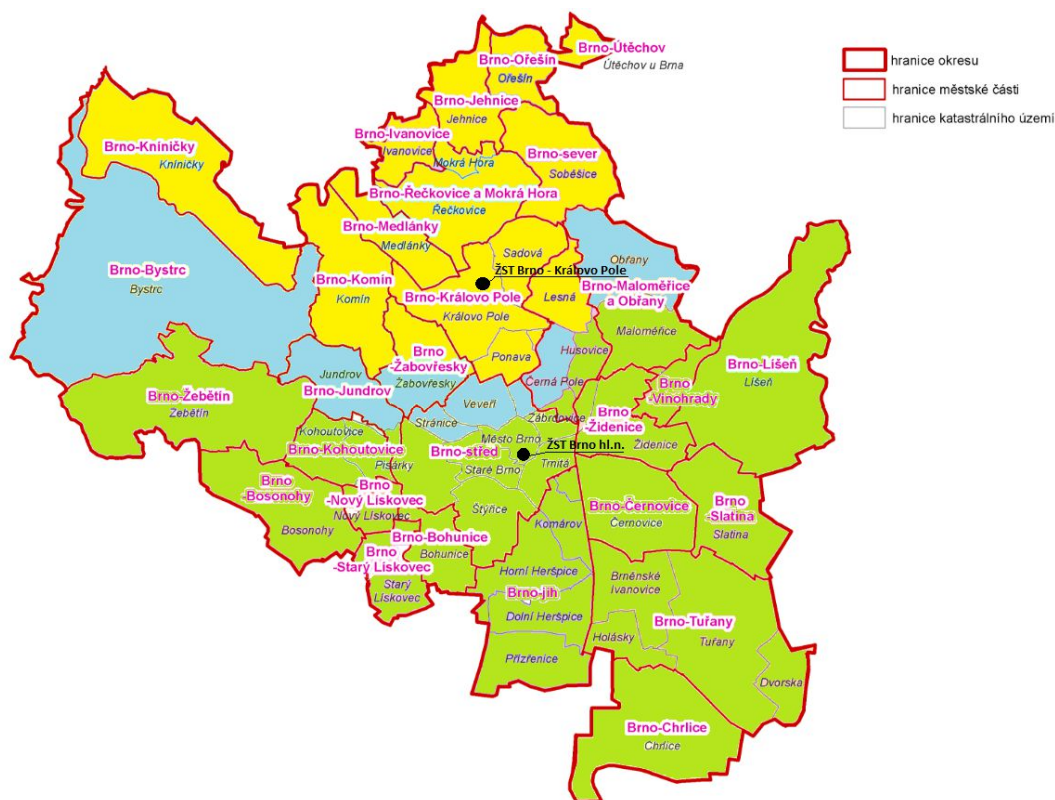 Brno-Útěchov
Útěchov u Brna
Brno-Ořešín
Ořešín
Brno-Jehnice
Jehnice
Brno-Ivanovice
Ivanovice
Mokrá Hora
Brno-sever
Soběšice
Brno-Kníničky
Kníničky
Brno-Řečkovice a Mokrá Hora
Řečkovice
Brno-Medlánky
Medlánky
Sadová
Obřany
Brno-Bystrc
Bystrc
ŽST Brno - Královo Pole
Brno-Komín
Komín
Brno-Královo Pole
Královo Pole
Lesná
Brno-Maloměřice
a Obřany
Maloměřice
Ponava
Husovice
Brno
-Žabovřesky
Žabovřesky
Brno-Líšeň
Líšeň
Jundrov
Brno-Jundrov
Černá Pole
Brno
-Vinohrady
Brno-Žebětín
Žebětín
Veveří
Stránice
Zábrdovice
Brno
-Židenice
Židenice
Kohoutovice
Brno-Kohoutovice
Pisárky
Město Brno
Brno-střed
ŽST Brno hl.n.
Staré Brno
Trnitá
Brno
-Bosonohy
Bosonohy
Brno
-Nový Lískovec
Nový Lískovec
Štýřice
Brno-Černovice
Černovice
Brno
-Slatina
Slatina
Komárov
Brno-Bohunice
Bohunice
Brno
-Starý Lískovec
Starý
Lískovec
Horní Heršpice
Brno-jih
Dolní Heršpice
Přízřenice
Brněnské
Ivanovice
Brno-Tuřany
Tuřany
Holásky
Dvorska
Brno-Chrlice
Chrlice
hranice okresu
hranice městské části
hranice katastrálního území